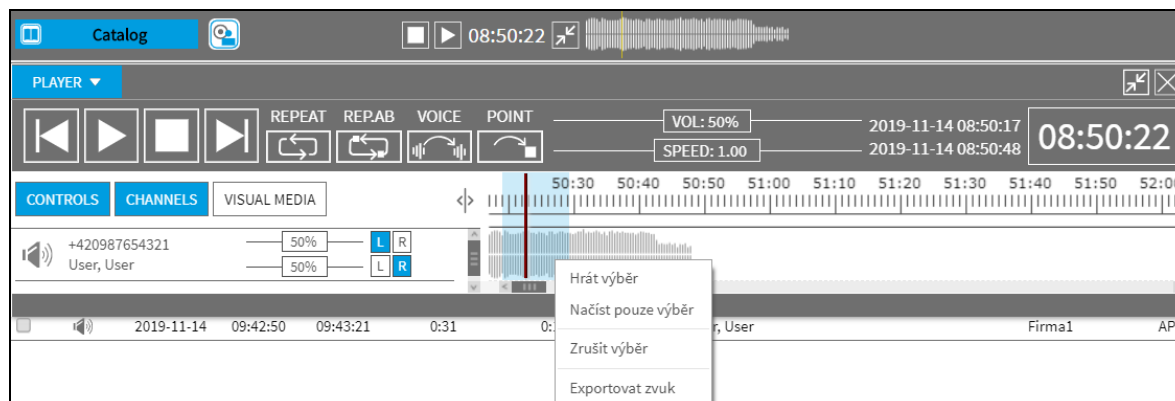 Catalog
08:50:22
PLAYER
REPEAT REP.AB VOICE POINT
VOL: 50%
SPEED: 1.00
2019-11-14 08:50:17
2019-11-14 08:50:48
08:50:22
CONTROLS CHANNELS VISUAL MEDIA
50:30 50:40 50:50 51:00 51:10 51:20 51:30 51:40 51:50 52:0
+420987654321 50% L R
User, User 50% L R
Hrát výběr
Načíst pouze výběr
2019-11-14 09:42:50 09:43:21 0:31 0: r, User Firma1 AP
Zrušit výběr
Exportovat zvuk